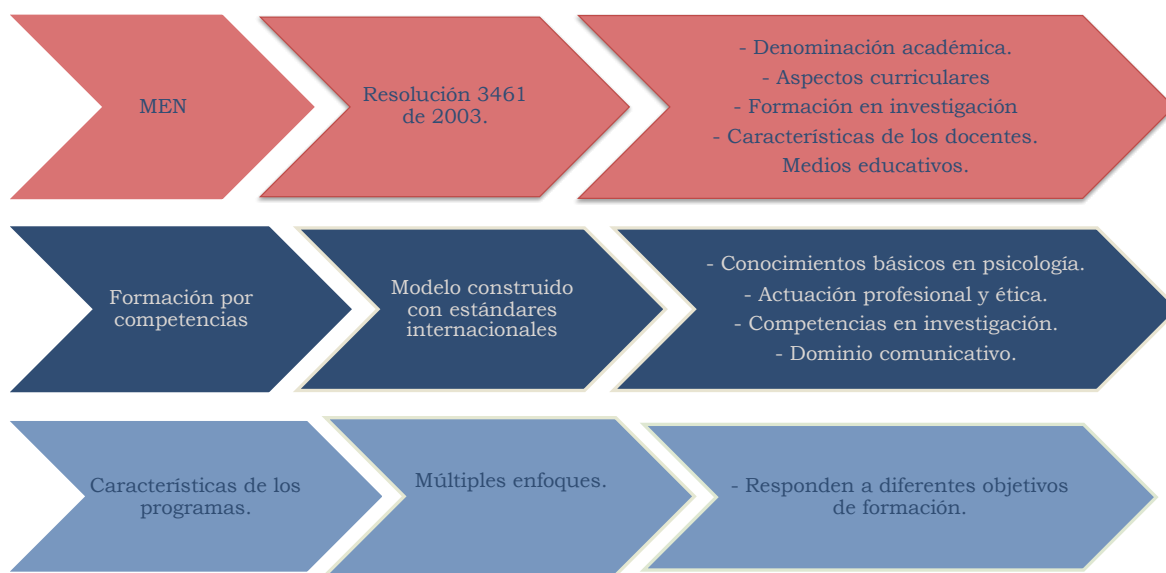 MEN
Resolución 3461
de 2003.
- Denominación académica.
- Aspectos curriculares
- Formación en investigación
- Características de los docentes.
Medios educativos.
Formación por
competencias
Modelo construido
con estándares
internacionales
- Conocimientos básicos en psicología.
- Actuación profesional y ética.
- Competencias en investigación.
- Dominio comunicativo.
Características de los
programas.
Múltiples enfoques.
- Responden a diferentes objetivos
de formación.